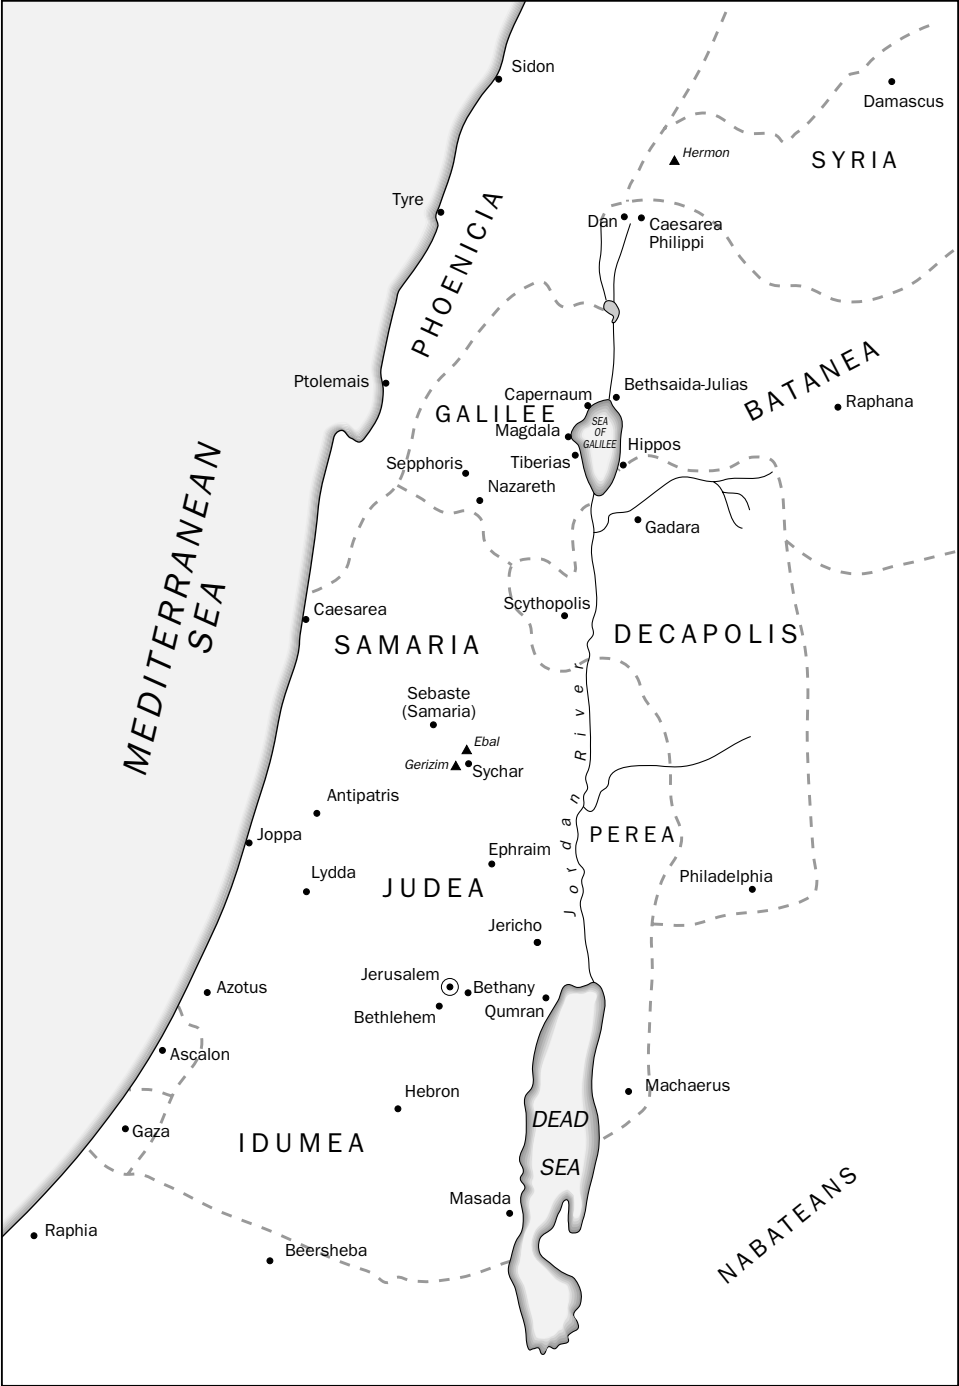 Sidon
Damascus
Hermon
SYRIA
Tyre
Dan
Caesarea
Philippi
PHOENICIA
Ptolemais
BATANEA
Bethsaida-Julias
Capernaum
Raphana
GALILEE
SEA
OF
GALILEE
Magdala
Hippos
Tiberias
Sepphoris
Nazareth
Gadara
MEDITERRANEAN
SEA
Caesarea
Scythopolis
SAMARIA
DECAPOLIS
Sebaste
(Samaria)
Ebal
Gerizim
Sychar
Jordan River
Antipatris
Joppa
PEREA
Ephraim
Lydda
JUDEA
Philadelphia
Jericho
Jerusalem
Bethany
Azotus
Qumran
Bethlehem
Ascalon
Machaerus
Hebron
DEAD
SEA
Gaza
IDUMEA
Masada
NABATEANS
Raphia
Beersheba